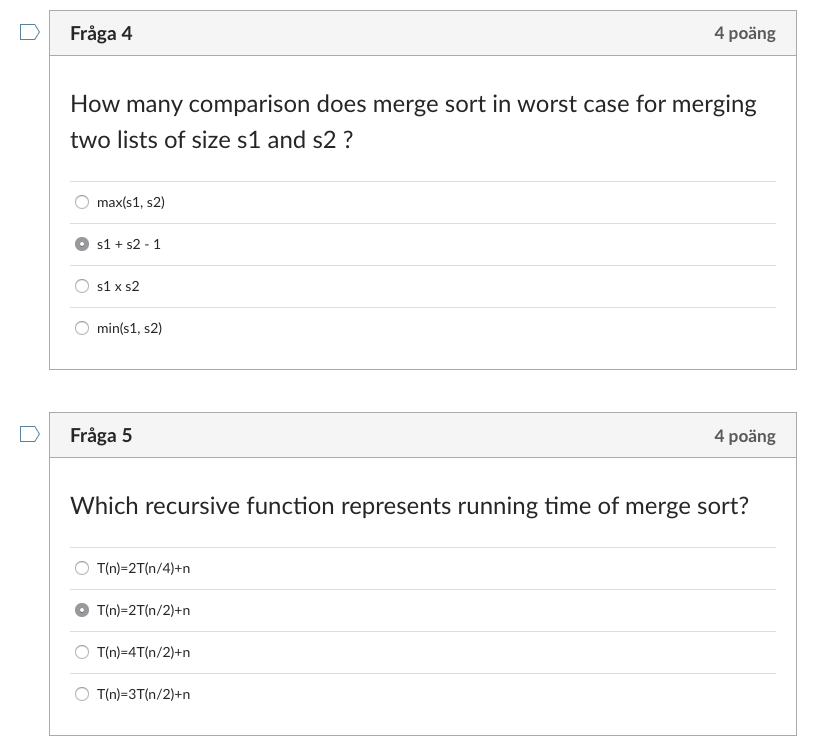 Fråga 4
4 poäng
How many comparison does merge sort in worst case for merging
two lists of size s1 and s2 ?
max(s1, s2)
s1 + s2 - 1
s1 x s2
min(s1, s2)
Fråga 5
4 poäng
Which recursive function represents running time of merge sort?
T(n)=2T(n/4)+n
T(n)=2T(n/2)+n
T(n)=4T(n/2)+n
T(n)=3T(n/2)+n